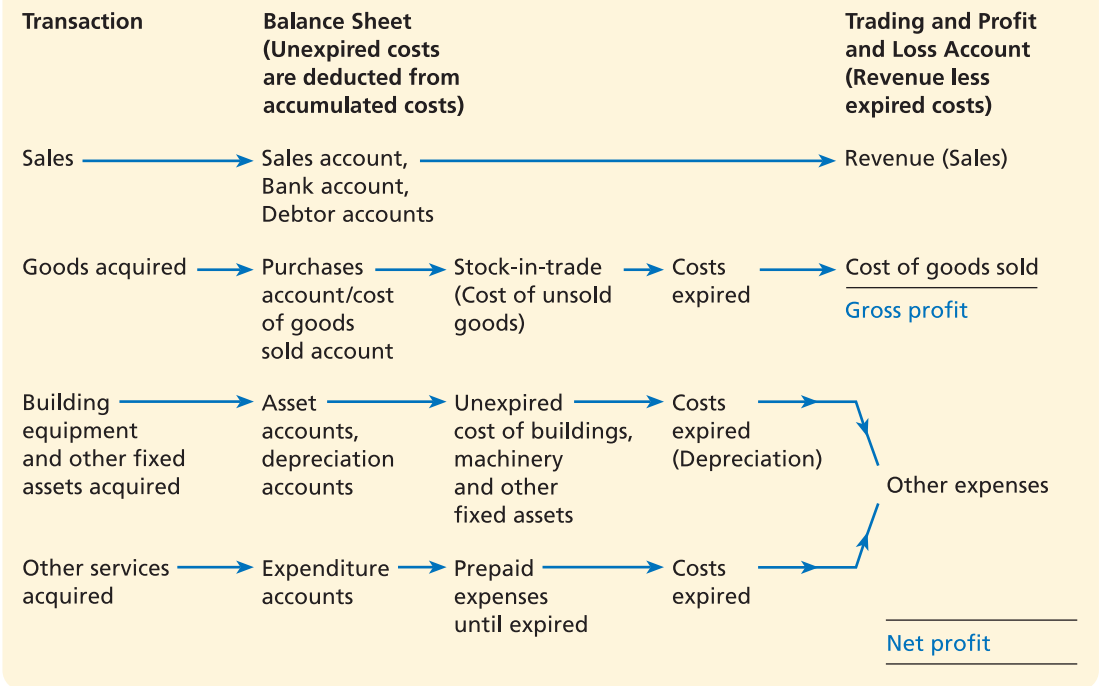 Transaction
Balance Sheet
(Unexpired costs
are deducted from
accumulated costs)
Trading and Profit
and Loss Account
(Revenue less
expired costs)
Sales
Sales account,
Bank account,
Debtor accounts
Revenue (Sales)
Goods acquired
Purchases
account/cost
of goods
sold account
Stock-in-trade
(Cost of unsold
goods)
Costs
expired
Cost of goods sold
Gross profit
Building
equipment
and other fixed
assets acquired
Asset
accounts,
depreciation
accounts
Unexpired
cost of buildings,
machinery
and other
fixed assets
Costs
expired
(Depreciation)
Other expenses
Other services
acquired
Expenditure
accounts
Prepaid
expenses
until expired
Costs
expired
Net profit